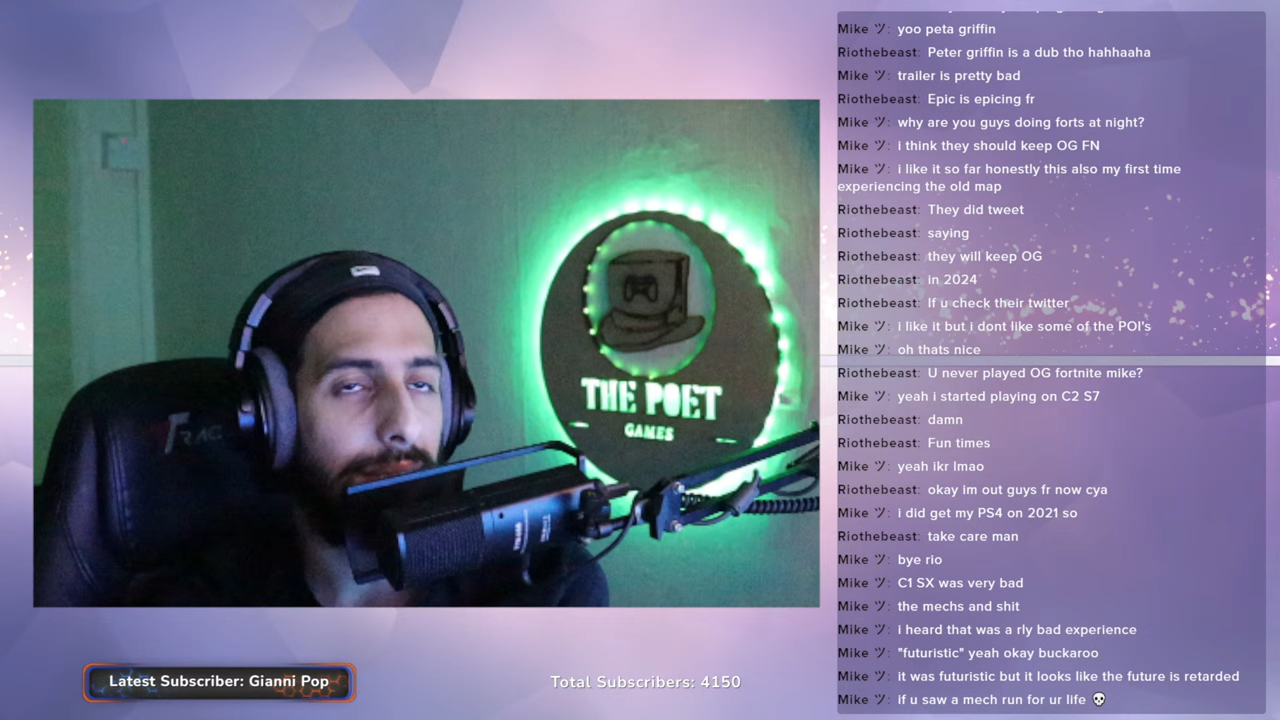 Mike ツ: yoo peta griffin
Riothebeast: Peter griffin is a dub tho hahhaaha
Mike ツ: trailer is pretty bad
Riothebeast: Epic is epicing fr
Mike ツ: why are you guys doing forts at night?
Mike ツ: i think they should keep OG FN
Mike ツ: i like it so far honestly this also my first time
experiencing the old map
Riothebeast: They did tweet
Riothebeast: saying
Riothebeast: they will keep OG
Riothebeast: in 2024
Riothebeast: If u check their twitter
Mike ツ: i like it but i dont like some of the POI's
Mike ツ: oh thats nice
Riothebeast: U never played OG fortnite mike?
Mike ツ: yeah i started playing on C2 S7
Riothebeast: damn
Riothebeast: Fun times
Mike ツ: yeah ikr lmao
Riothebeast: okay im out guys fr now cya
Mike ツ: i did get my PS4 on 2021 so
Riothebeast: take care man
Mike ツ: bye rio
Mike ツ: C1 SX was very bad
Mike ツ: the mechs and shit
Mike ツ: i heard that was a rly bad experience
Mike ツ: "futuristic" yeah okay buckaroo
Mike ツ: it was futuristic but it looks like the future is retarded
Mike ツ: if u saw a mech run for ur life 💀
THE POET
GAMES
Latest Subscriber: Gianni Pop
Total Subscribers: 4150